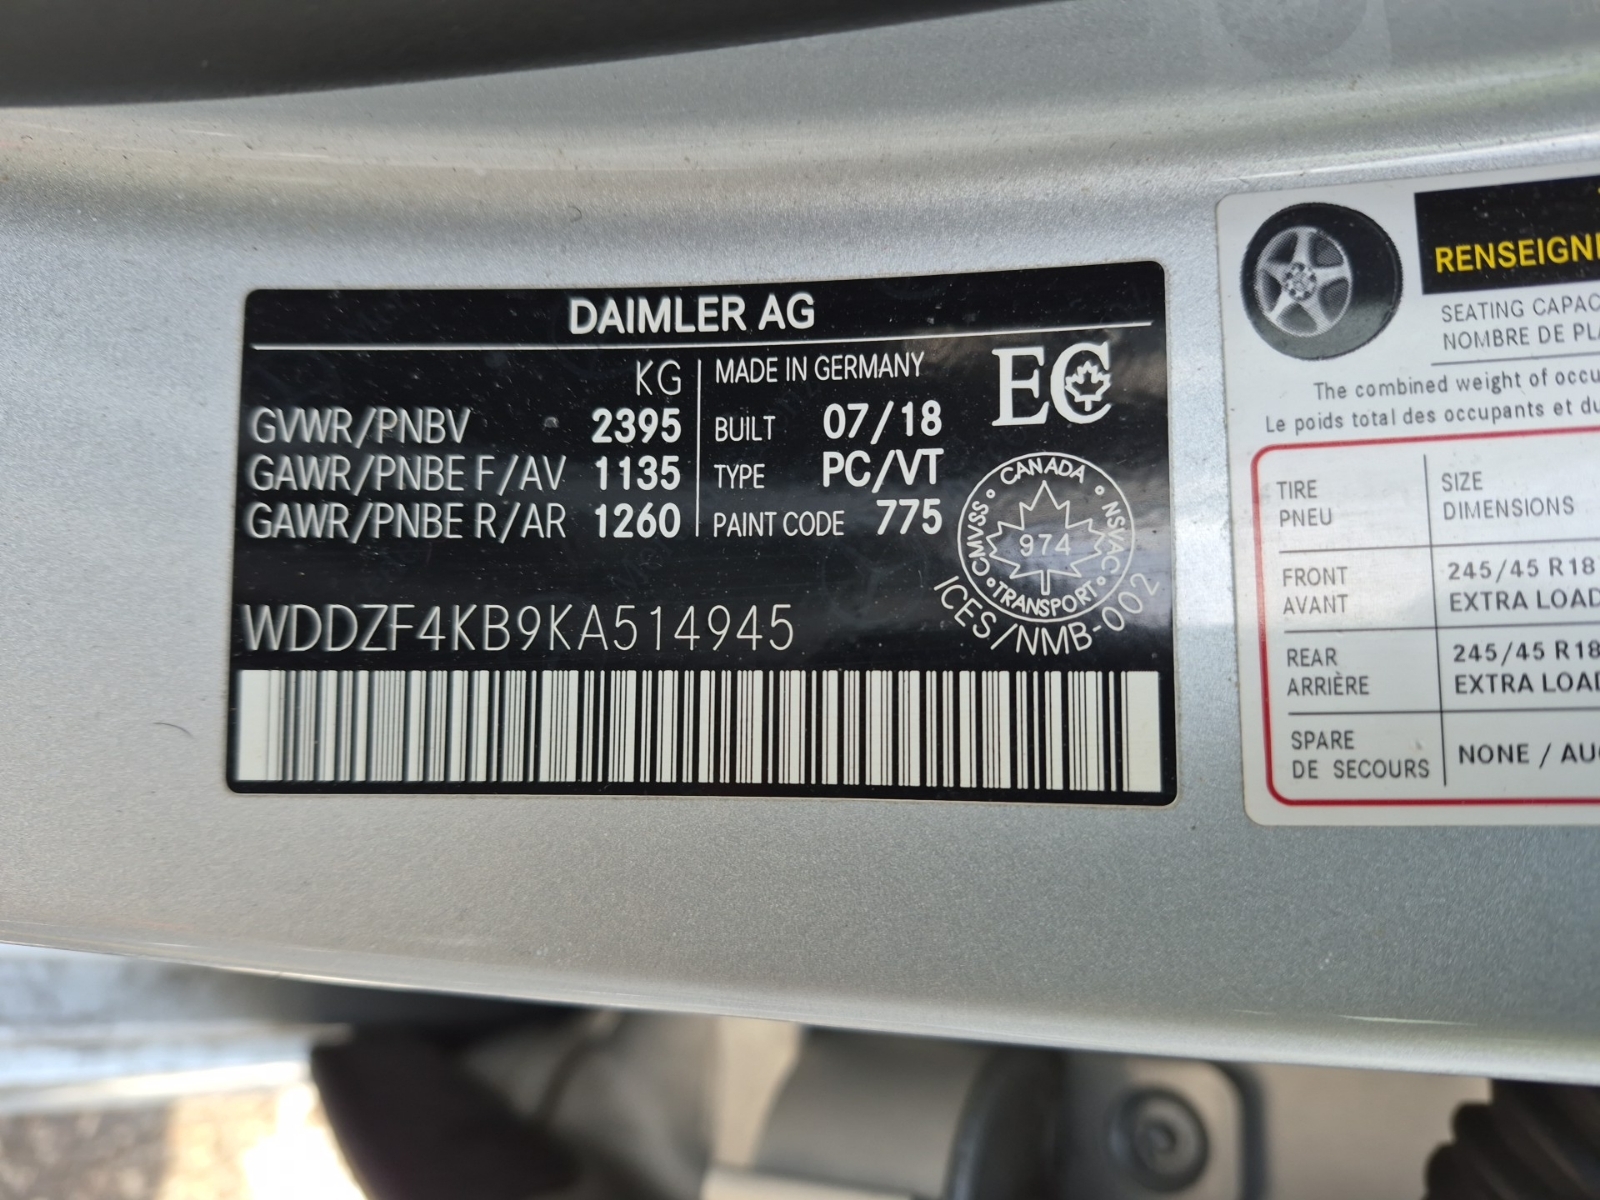 DAIMLER AG
KG
GVWR/PNBV 2395
GAWR/PNBE F/AV 1135
GAWR/PNBE R/AR 1260
MADE IN GERMANY
BUILT 07/18
TYPE PC/VT
PAINT CODE 775
EC
CANADA
NSVAC
TRANSPORT
CMVSS
974
ICES/NMB-002
WDDZF4KB9KA514945
RENSEIGN
SEATING CAPAC
NOMBRE DE PLA
The combined weight of occu
Le poids total des occupants et du
TIRE
PNEU
SIZE
DIMENSIONS
FRONT
AVANT
245/45 R18
EXTRA LOAD
REAR
ARRIÈRE
245/45 R18
EXTRA LOAD
SPARE
DE SECOURS
NONE / AU